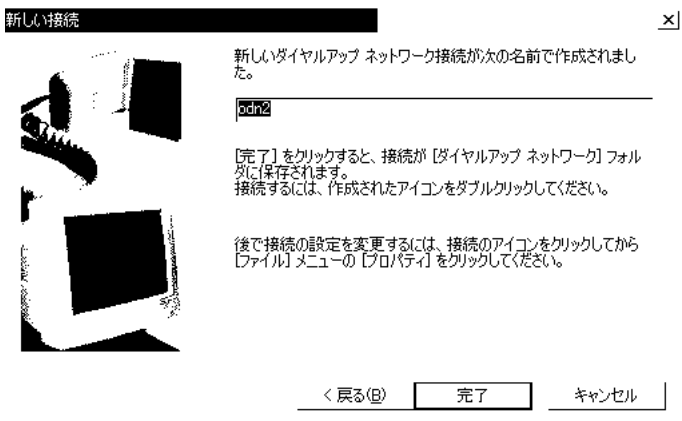 新しい接続
新しいダイヤルアップ ネットワーク接続が次の名前で作成されまし
た。
odn2
[完了] をクリックすると、接続が [ダイヤルアップ ネットワーク] フォル
ダに保存されます。
接続するには、作成されたアイコンをダブルクリックしてください。
後で接続の設定を変更するには、接続のアイコンをクリックしてから
[ファイル] メニューの [プロパティ] をクリックしてください。
< 戻る(B) 完了 キャンセル